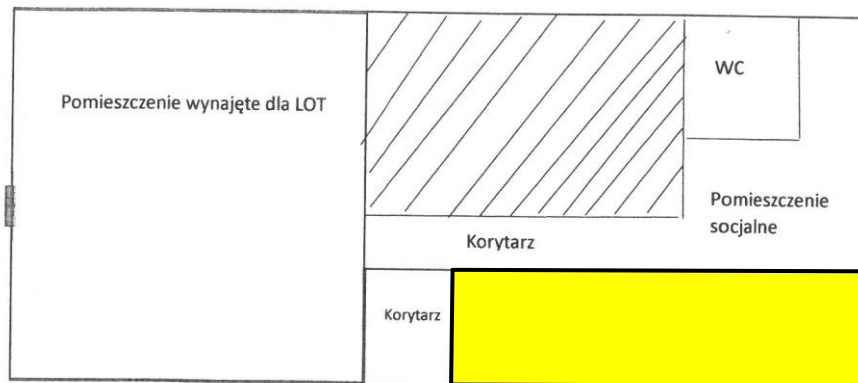 Pomieszczenie wynajęte dla LOT
WC
Pomieszczenie
socjalne
Korytarz
Korytarz